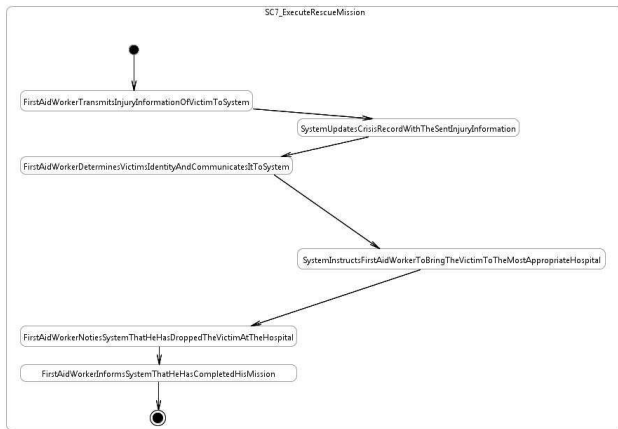 SC7_ExecuteRescueMission
FirstAidWorkerTransmitsInjuryInformationOfVictimToSystem
SystemUpdatesCrisisRecordWithTheSentInjuryInformation
FirstAidWorkerDeterminesVictimsIdentityAndCommunicatesItToSystem
SystemInstructsFirstAidWorkerToBringTheVictimToTheMostAppropriateHospital
FirstAidWorkerNotiesSystemThatHeHasDroppedTheVictimAtTheHospital
FirstAidWorkerInformsSystemThatHeHasCompletedHisMission